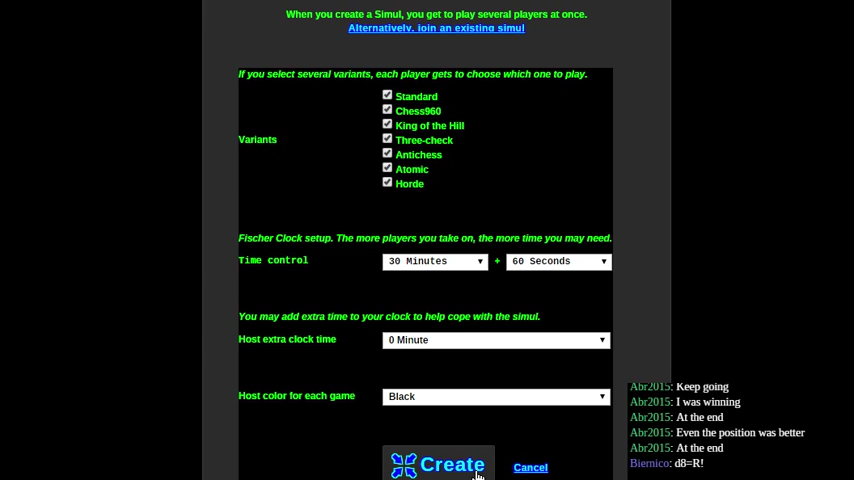 When you create a Simul, you get to play several players at once.
Alternatively, join an existing simul
If you select several variants, each player gets to choose which one to play.
Variants
Standard
Chess960
King of the Hill
Three-check
Antichess
Atomic
Horde
Fischer Clock setup. The more players you take on, the more time you may need.
Time control 30 Minutes + 60 Seconds
You may add extra time to your clock to help cope with the simul.
Host extra clock time 0 Minute
Host color for each game Black
Create Cancel
Abr2015: Keep going
Abr2015: I was winning
Abr2015: At the end
Abr2015: Even the position was better
Abr2015: At the end
Biernico: d8=R!